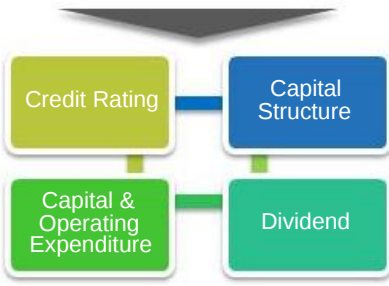 Credit Rating
Capital
Structure
Capital &
Operating
Expenditure
Dividend